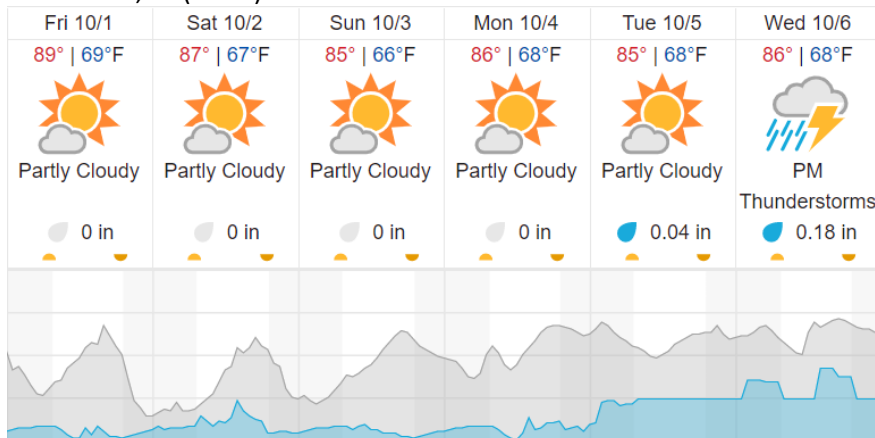 Fri 10/1 Sat 10/2 Sun 10/3 Mon 10/4 Tue 10/5 Wed 10/6
89° | 69°F 87° | 67°F 85° | 66°F 86° | 68°F 85° | 68°F 86° | 68°F
Partly Cloudy Partly Cloudy Partly Cloudy Partly Cloudy Partly Cloudy PM
Thunderstorms
0 in 0 in 0 in 0 in 0.04 in 0.18 in